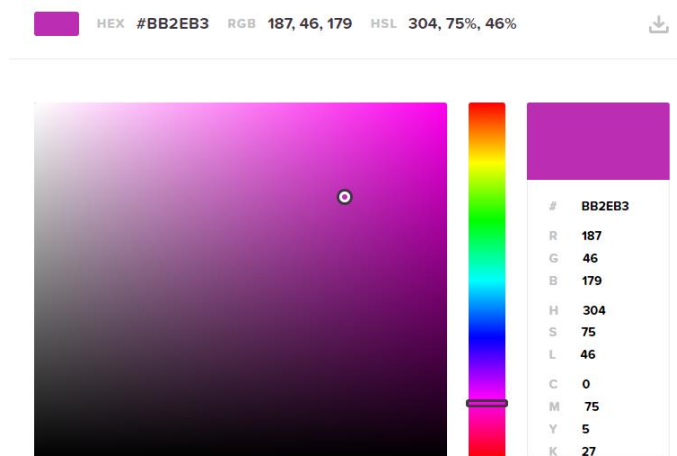 HEX #BB2EB3 RGB 187, 46, 179 HSL 304, 75%, 46%
# BB2EB3
R 187
G 46
B 179
H 304
S 75
L 46
C 0
M 75
Y 5
K 27